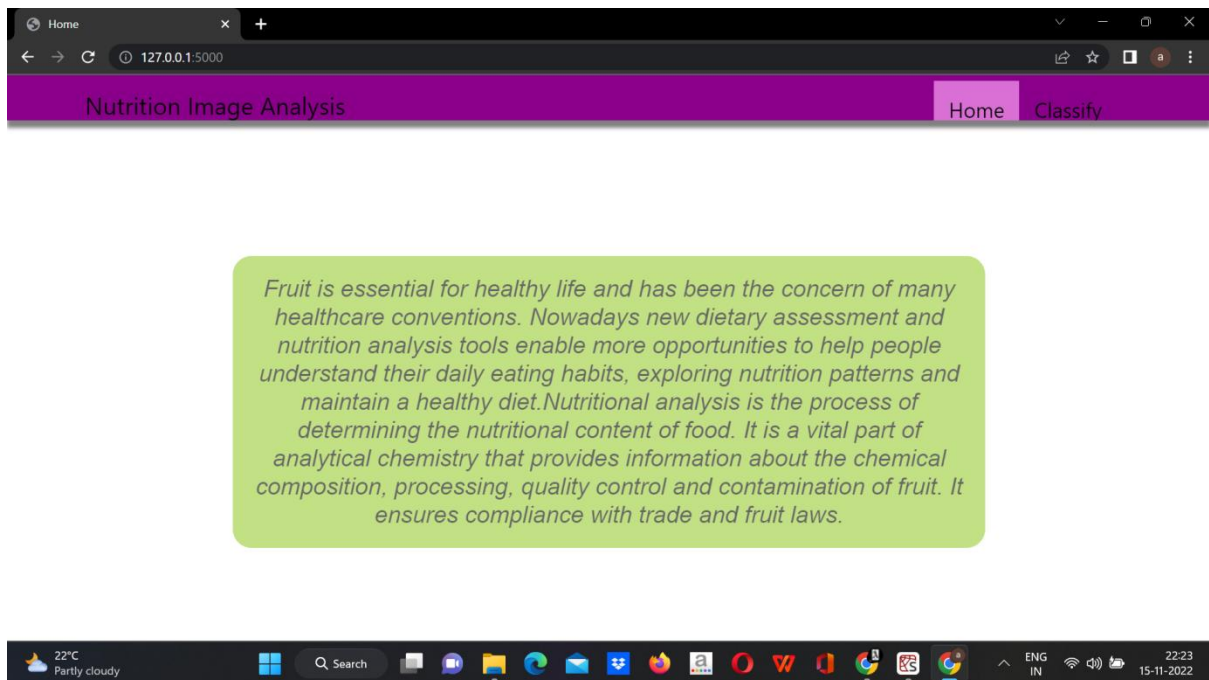 Home
127.0.0.1:5000
a
Nutrition Image Analysis
Home Classify
Fruit is essential for healthy life and has been the concern of many
healthcare conventions. Nowadays new dietary assessment and
nutrition analysis tools enable more opportunities to help people
understand their daily eating habits, exploring nutrition patterns and
maintain a healthy diet.Nutritional analysis is the process of
determining the nutritional content of food. It is a vital part of
analytical chemistry that provides information about the chemical
composition, processing, quality control and contamination of fruit. It
ensures compliance with trade and fruit laws.
22°C
Partly cloudy
Search
a
ENG
IN
22:23
15-11-2022